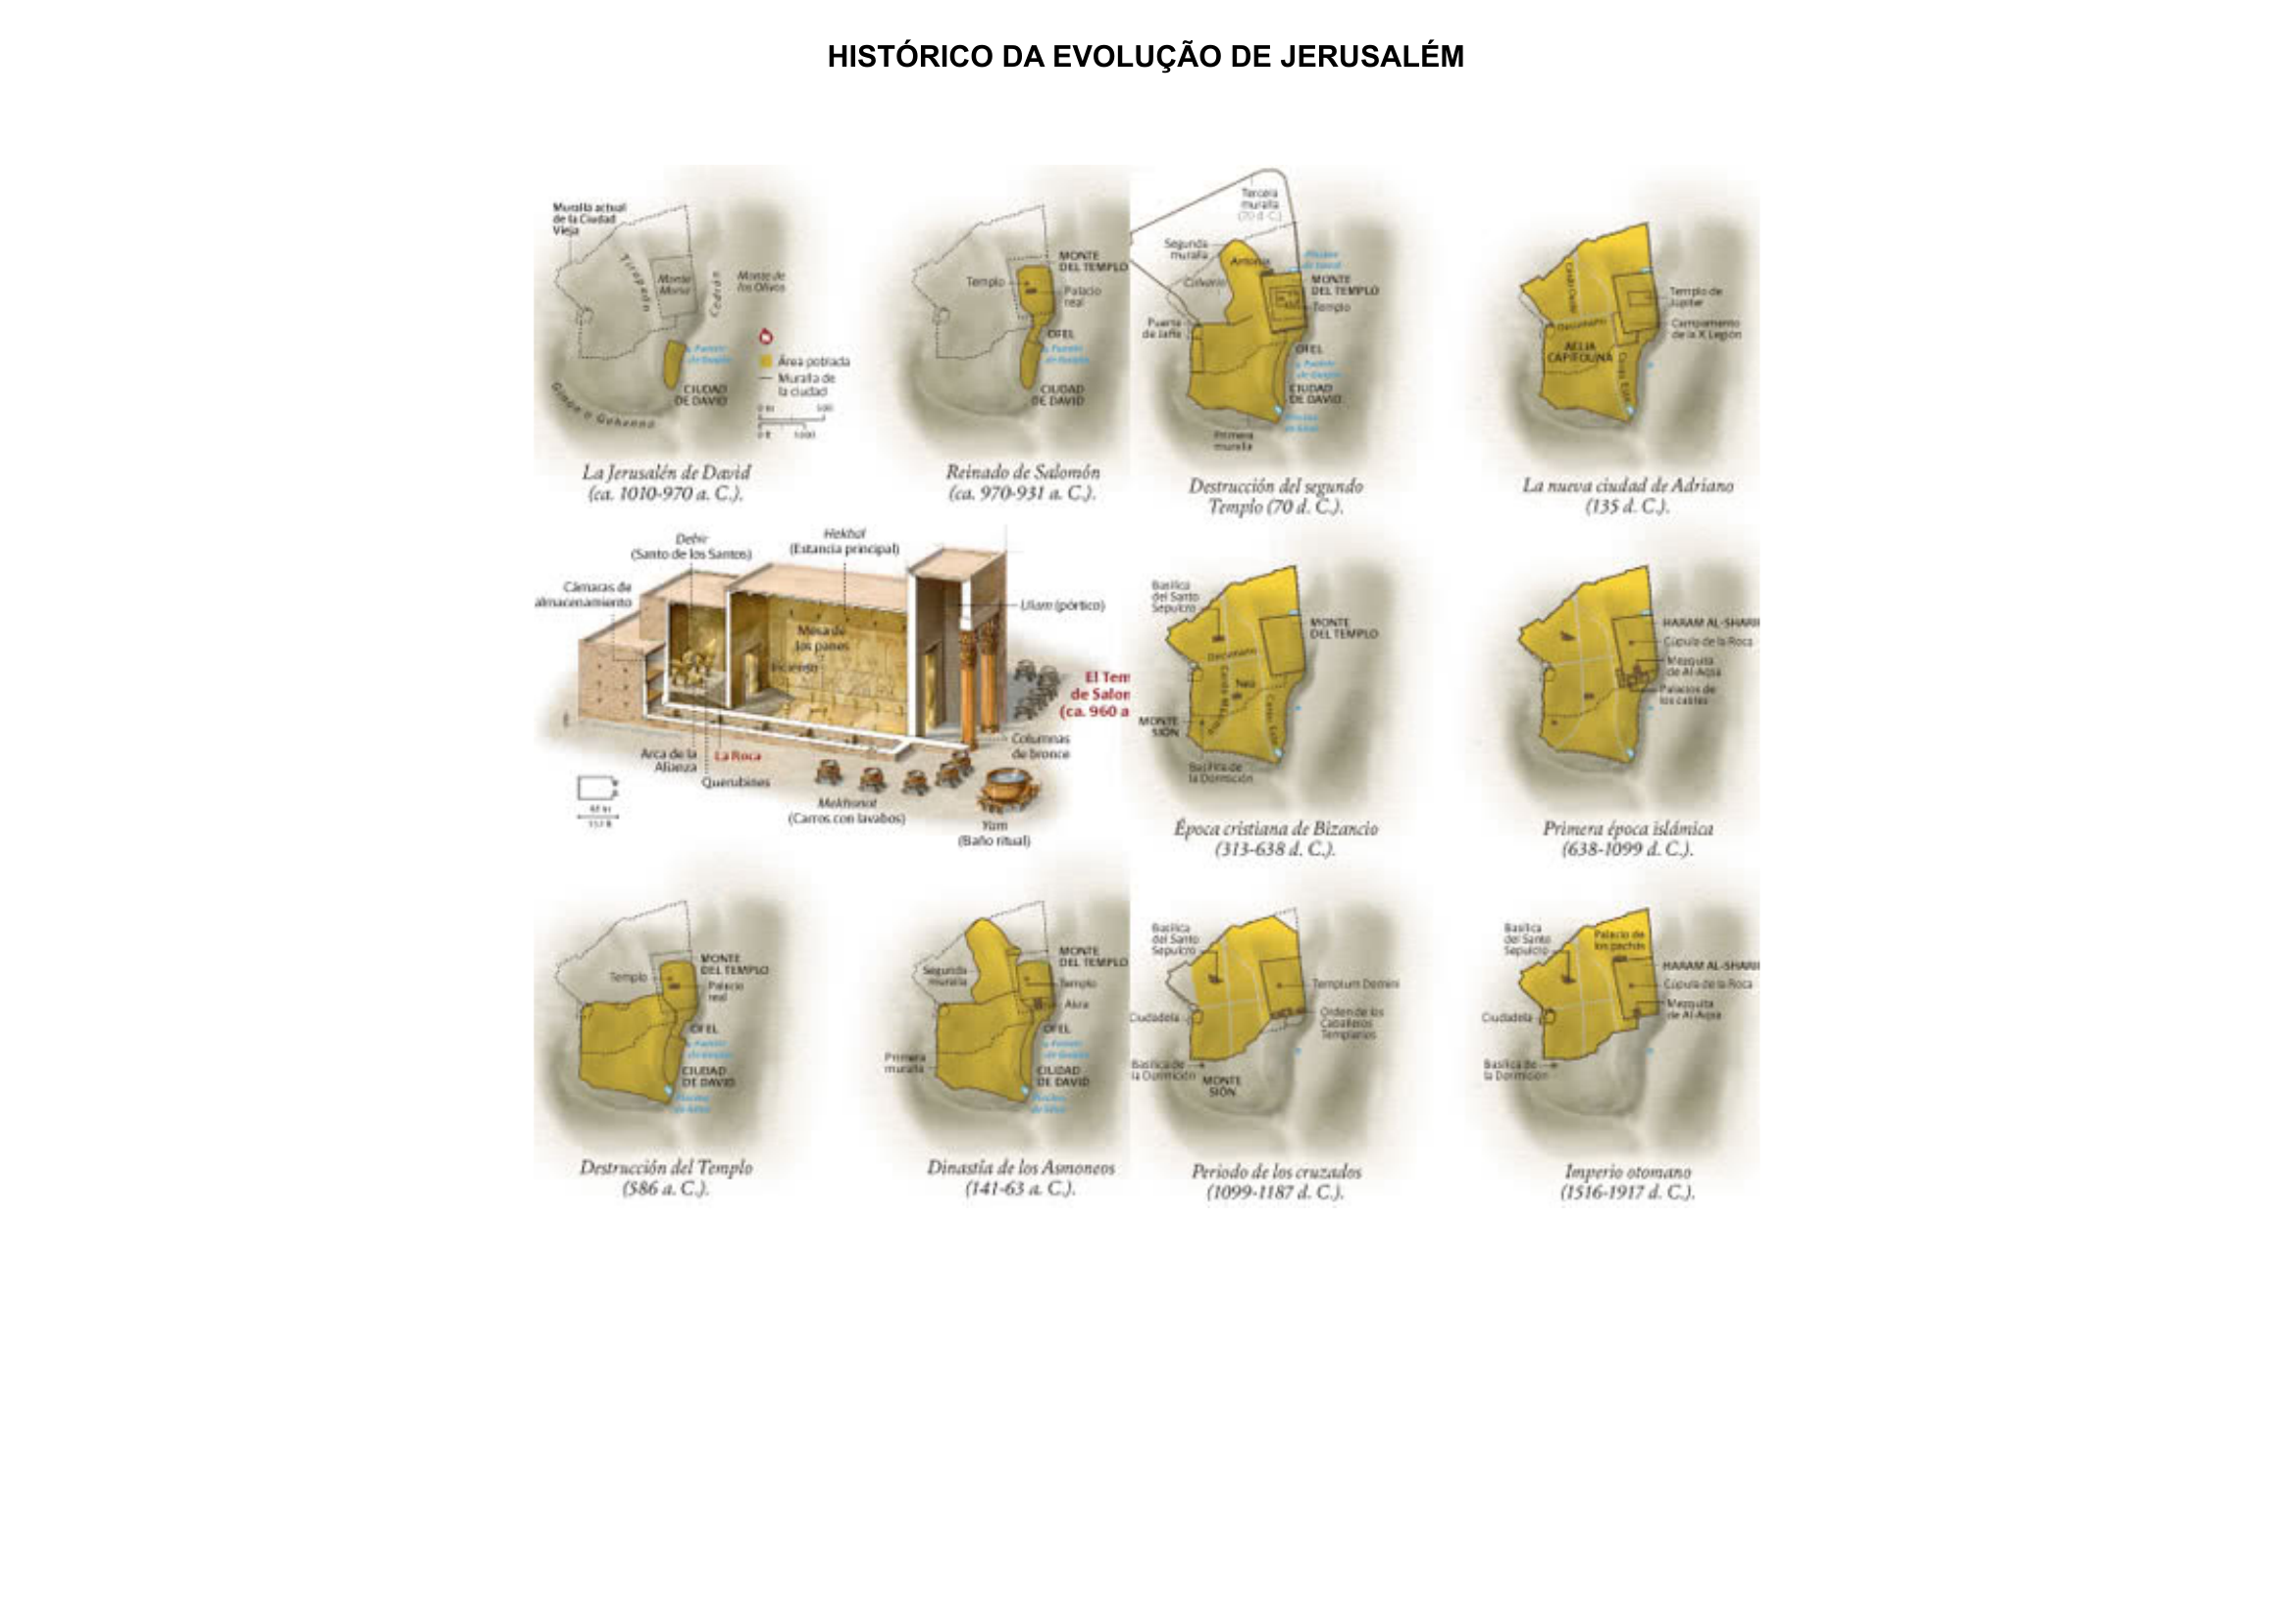 HISTÓRICO DA EVOLUÇÃO DE JERUSALÉM
Muralla actual
de la Ciudad
Vieja
Tiropeón
Monte
Moria
Cedrón
Monte de
los Olivos
Fuente
de Guijón
Área poblada
Muralla de
la ciudad
CIUDAD
DE DAVID
Ginón o Gehenna
0 m 500
0 ft 1000
La Jerusalén de David
(ca. 1010-970 a. C.).
MONTE
DEL TEMPLO
Templo
Palacio
real
OFEL
CIUDAD
DE DAVID
Reinado de Salomón
(ca. 970-931 a. C.).
Tercera
muralla
(70 d. C.)
Segunda
muralla
Antonia
Calvario
MONTE
DEL TEMPLO
Templo
Puerta
de Jaffa
OFEL
CIUDAD
DE DAVID
Primera
muralla
Destrucción del segundo
Templo (70 d. C.).
Templo de
Júpiter
Decumano
Campamento
de la X Legión
AELIA
CAPITOLINA
La nueva ciudad de Adriano
(135 d. C.).
Debir
(Santo de los Santos)
Hekhal
(Estancia principal)
Cámaras de
almacenamiento
Ulam (pórtico)
Mesa de
los panes
Incienso
El Tem
de Salor
(ca. 960 a
Columnas
de bronce
Arca de la
Alianza
La Roca
Querubines
Mekhonot
(Carros con lavabos)
Yam
(Baño ritual)
Basílica
del Santo
Sepulcro
MONTE
DEL TEMPLO
Decumano
Nea
MONTE
SIÓN
Basílica de
la Dormición
Época cristiana de Bizancio
(313-638 d. C.).
HARAM AL-SHARI
Cúpula de la Roca
Mezquita
de Al-Aqsa
Palacios de
los califas
Primera época islámica
(638-1099 d. C.).
MONTE
DEL TEMPLO
Templo
Palacio
real
OFEL
CIUDAD
DE DAVID
Destrucción del Templo
(586 a. C.).
MONTE
DEL TEMPLO
Segunda
muralla
Templo
Akra
OFEL
Primera
muralla
CIUDAD
DE DAVID
Dinastía de los Asmoneos
(141-63 a. C.).
Basílica
del Santo
Sepulcro
Templum Domini
Ciudadela
Orden de los
Caballeros
Templarios
Basílica de
la Dormición
MONTE
SIÓN
Periodo de los cruzados
(1099-1187 d. C.).
Basílica
del Santo
Sepulcro
Palacio de
los pachás
HARAM AL-SHARI
Cúpula de la Roca
Mezquita
de Al-Aqsa
Ciudadela
Basílica de
la Dormición
Imperio otomano
(1516-1917 d. C.).